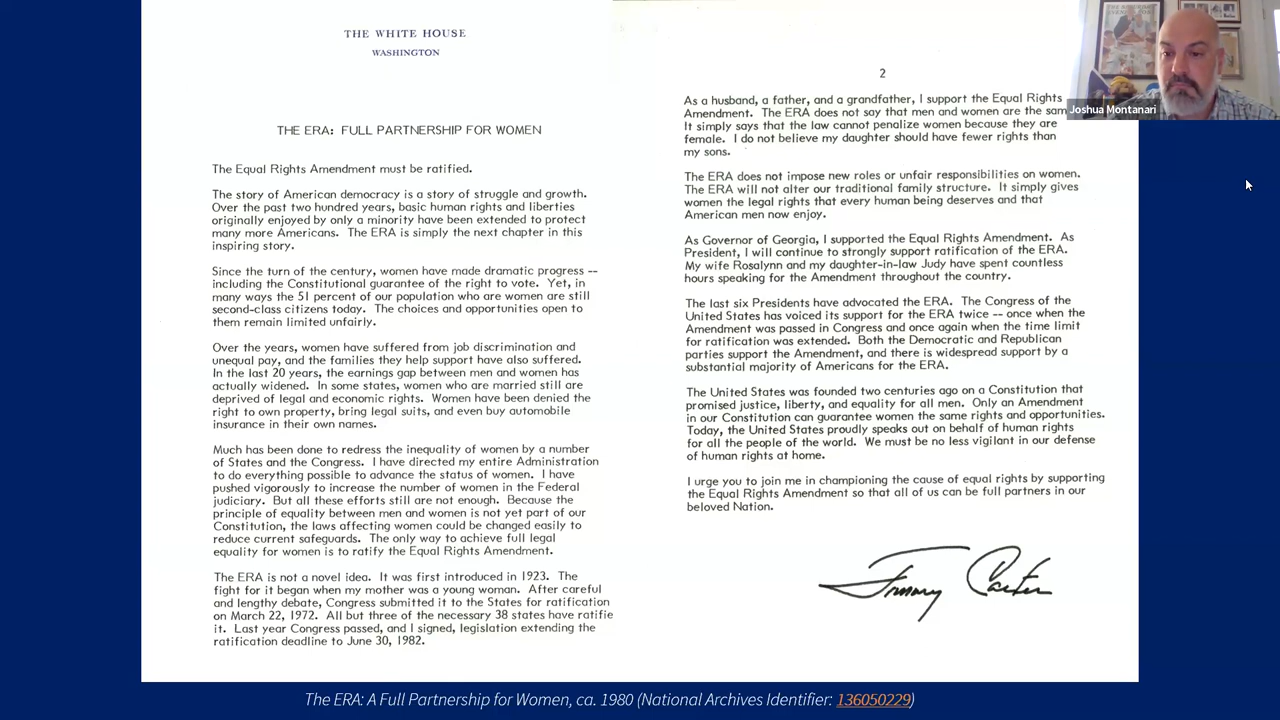 THE WHITE HOUSE
WASHINGTON
THE ERA: FULL PARTNERSHIP FOR WOMEN
The Equal Rights Amendment must be ratified.
The story of American democracy is a story of struggle and growth.
Over the past two hundred years, basic human rights and liberties
originally enjoyed by only a minority have been extended to protect
many more Americans. The ERA is simply the next chapter in this
inspiring story.
Since the turn of the century, women have made dramatic progress --
including the Constitutional guarantee of the right to vote. Yet, in
many ways the 51 percent of our population who are women are still
second-class citizens today. The choices and opportunities open to
them remain limited unfairly.
Over the years, women have suffered from job discrimination and
unequal pay, and the families they help support have also suffered.
In the last 20 years, the earnings gap between men and women has
actually widened. In some states, women who are married still are
deprived of legal and economic rights. Women have been denied the
right to own property, bring legal suits, and even buy automobile
insurance in their own names.
Much has been done to redress the inequality of women by a number
of States and the Congress. I have directed my entire Administration
to do everything possible to advance the status of women. I have
pushed vigorously to increase the number of women in the Federal
judiciary. But all these efforts still are not enough. Because the
principle of equality between men and women is not yet part of our
Constitution, the laws affecting women could be changed easily to
reduce current safeguards. The only way to achieve full legal
equality for women is to ratify the Equal Rights Amendment.
The ERA is not a novel idea. It was first introduced in 1923. The
fight for it began when my mother was a young woman. After careful
and lengthy debate, Congress submitted it to the States for ratification
on March 22, 1972. All but three of the necessary 38 states have ratifie
it. Last year Congress passed, and I signed, legislation extending the
ratification deadline to June 30, 1982.
2
As a husband, a father, and a grandfather, I support the Equal Rights
Amendment. The ERA does not say that men and women are the sam
It simply says that the law cannot penalize women because they are
female. I do not believe my daughter should have fewer rights than
my sons.
The ERA does not impose new roles or unfair responsibilities on women.
The ERA will not alter our traditional family structure. It simply gives
women the legal rights that every human being deserves and that
American men now enjoy.
As Governor of Georgia, I supported the Equal Rights Amendment. As
President, I will continue to strongly support ratification of the ERA.
My wife Rosalynn and my daughter-in-law Judy have spent countless
hours speaking for the Amendment throughout the country.
The last six Presidents have advocated the ERA. The Congress of the
United States has voiced its support for the ERA twice -- once when the
Amendment was passed in Congress and once again when the time limit
for ratification was extended. Both the Democratic and Republican
parties support the Amendment, and there is widespread support by a
substantial majority of Americans for the ERA.
The United States was founded two centuries ago on a Constitution that
promised justice, liberty, and equality for all men. Only an Amendment
in our Constitution can guarantee women the same rights and opportunities.
Today, the United States proudly speaks out on behalf of human rights
for all the people of the world. We must be no less vigilant in our defense
of human rights at home.
I urge you to join me in championing the cause of equal rights by supporting
the Equal Rights Amendment so that all of us can be full partners in our
beloved Nation.
Jimmy Carter
Joshua Montanari
The ERA: A Full Partnership for Women, ca. 1980 (National Archives Identifier: 136050229)